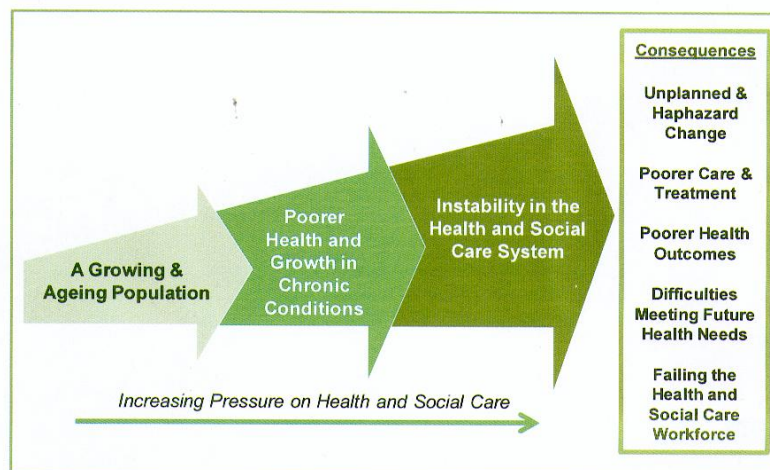 A Growing &
Ageing Population
Poorer
Health and
Growth in
Chronic
Conditions
Instability in the
Health and Social
Care System
Increasing Pressure on Health and Social Care
Consequences
Unplanned &
Haphazard
Change
Poorer Care &
Treatment
Poorer Health
Outcomes
Difficulties
Meeting Future
Health Needs
Failing the
Health and
Social Care
Workforce